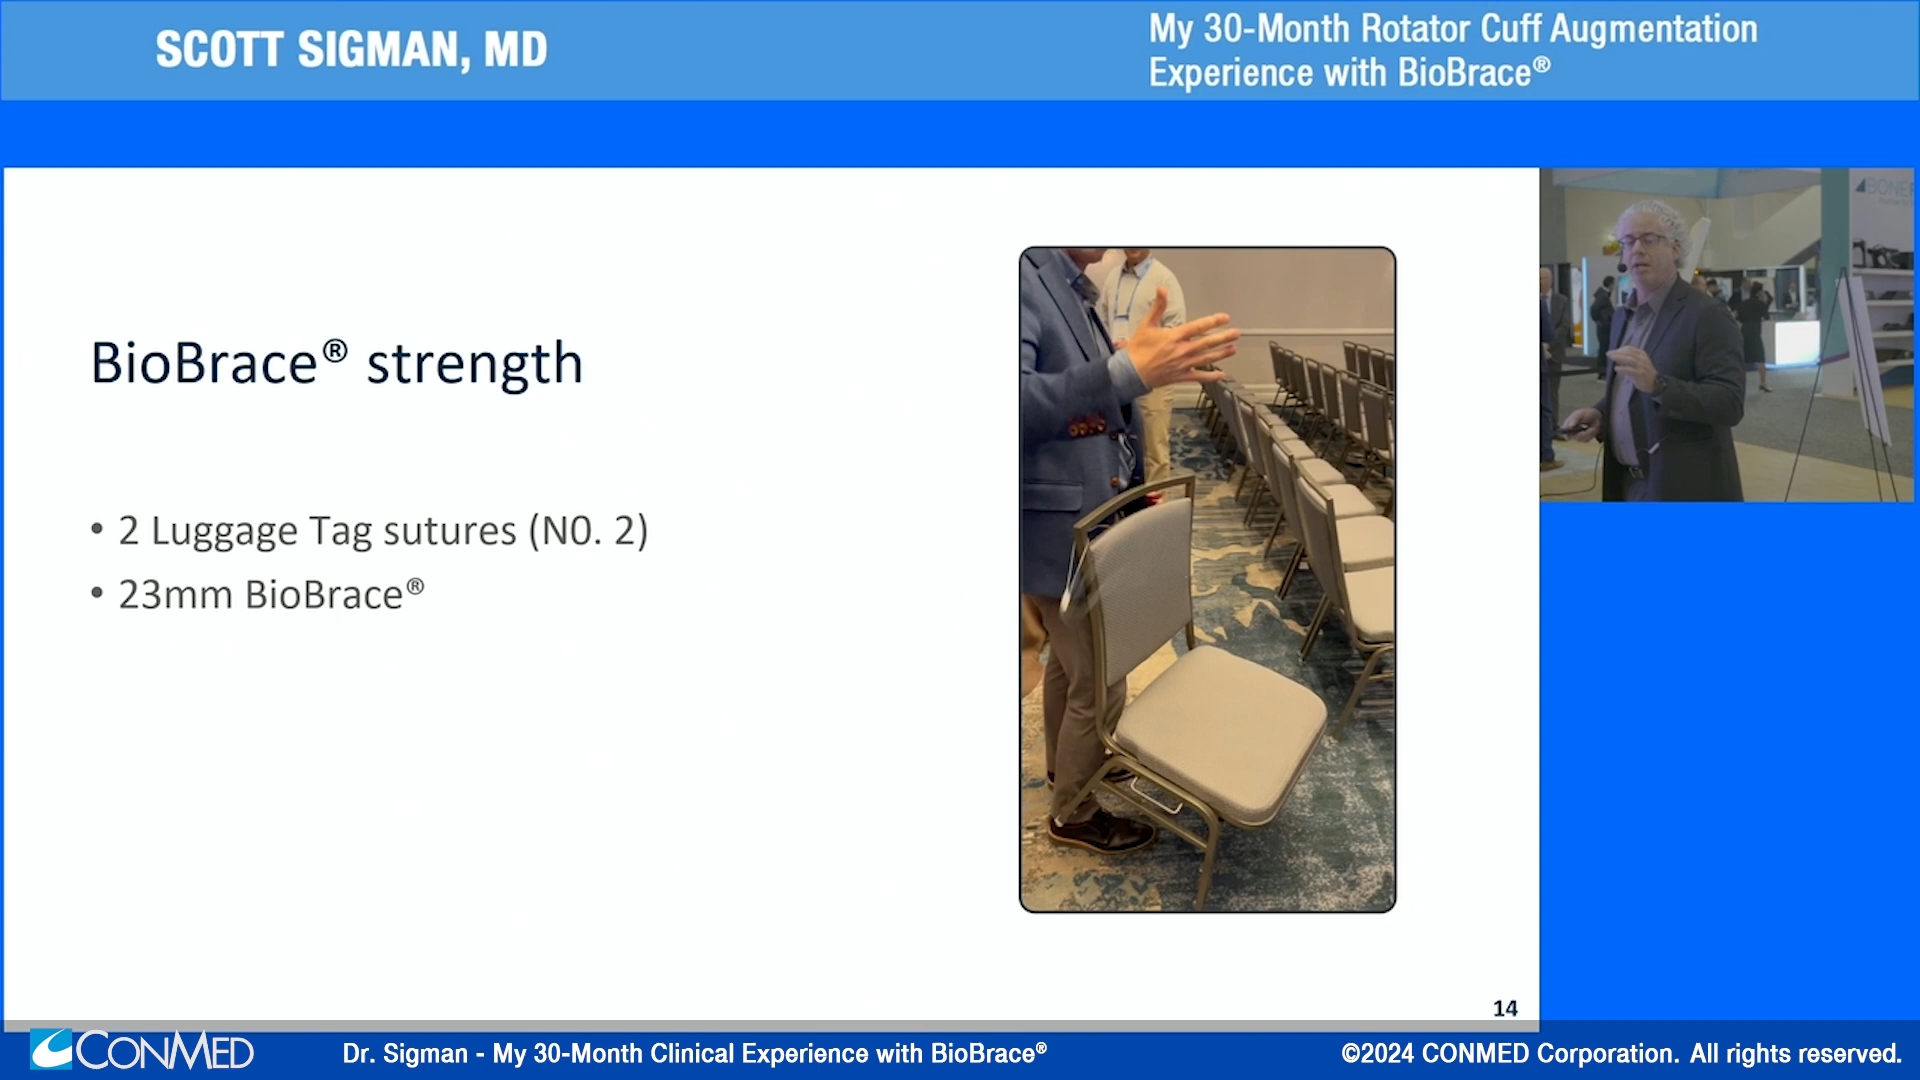 SCOTT SIGMAN, MD
My 30-Month Rotator Cuff Augmentation
Experience with BioBrace®
BioBrace® strength
• 2 Luggage Tag sutures (N0. 2)
• 23mm BioBrace®
14
CONMED
Dr. Sigman - My 30-Month Clinical Experience with BioBrace®
©2024 CONMED Corporation. All rights reserved.